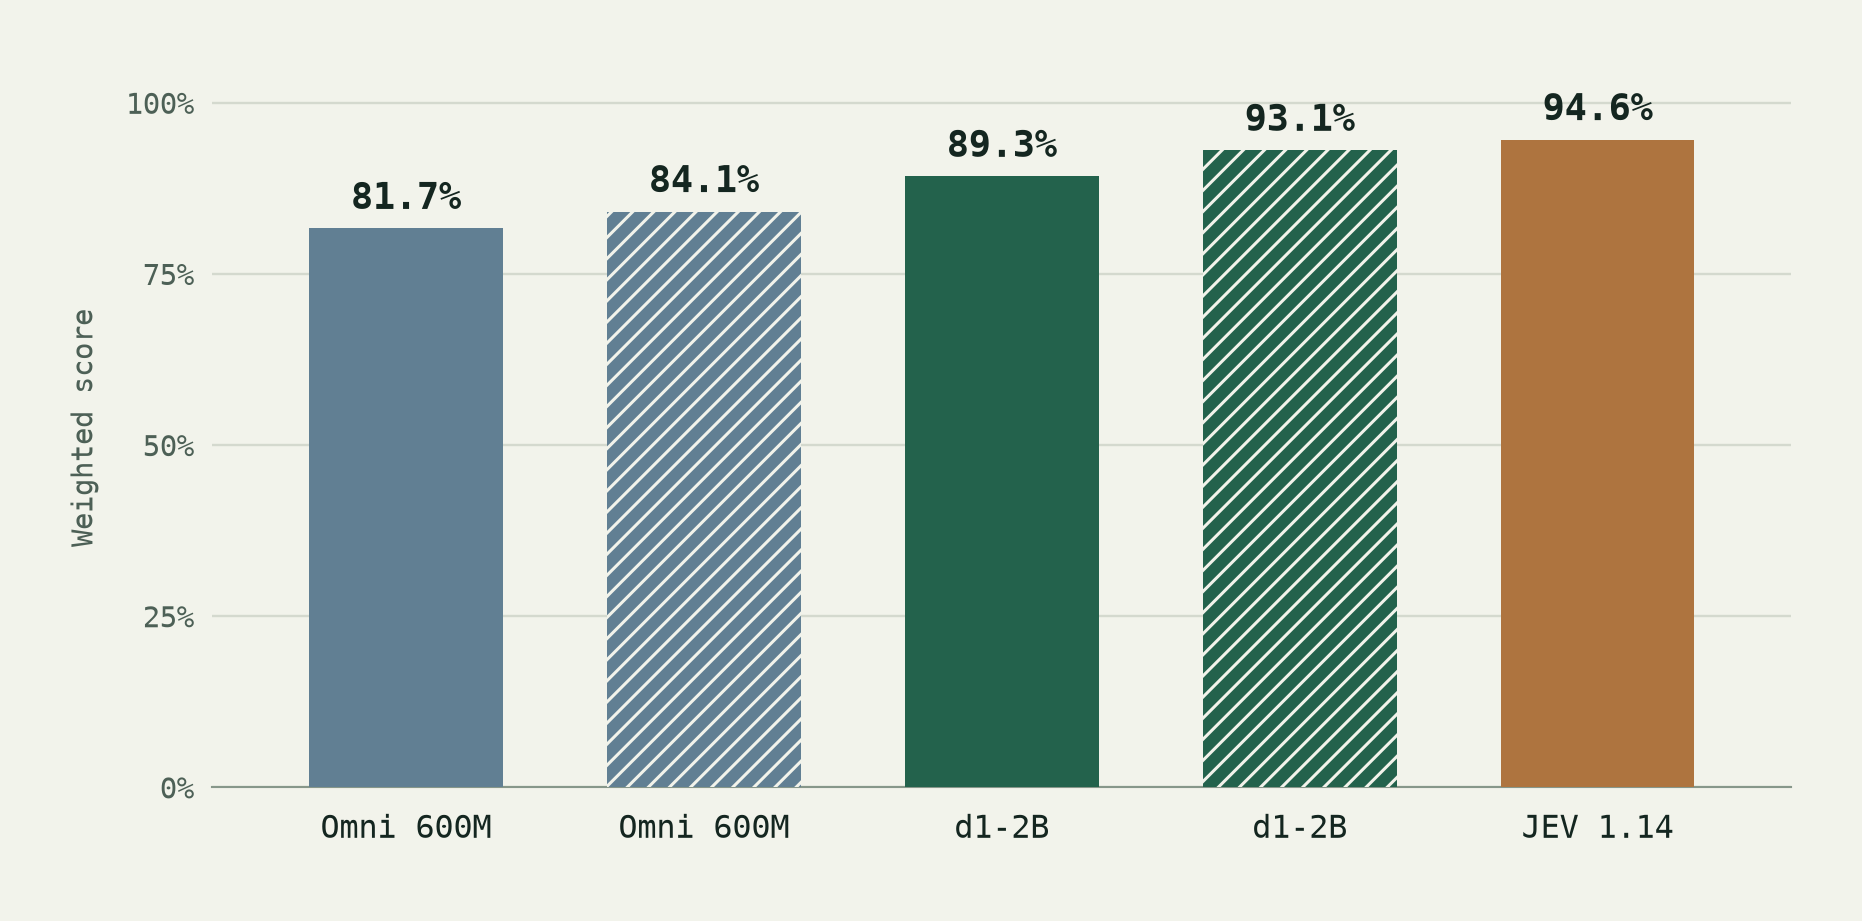 100%
75%
50%
25%
0%
Weighted score
81.7%
84.1%
89.3%
93.1%
94.6%
Omni 600M
Omni 600M
d1-2B
d1-2B
JEV 1.14